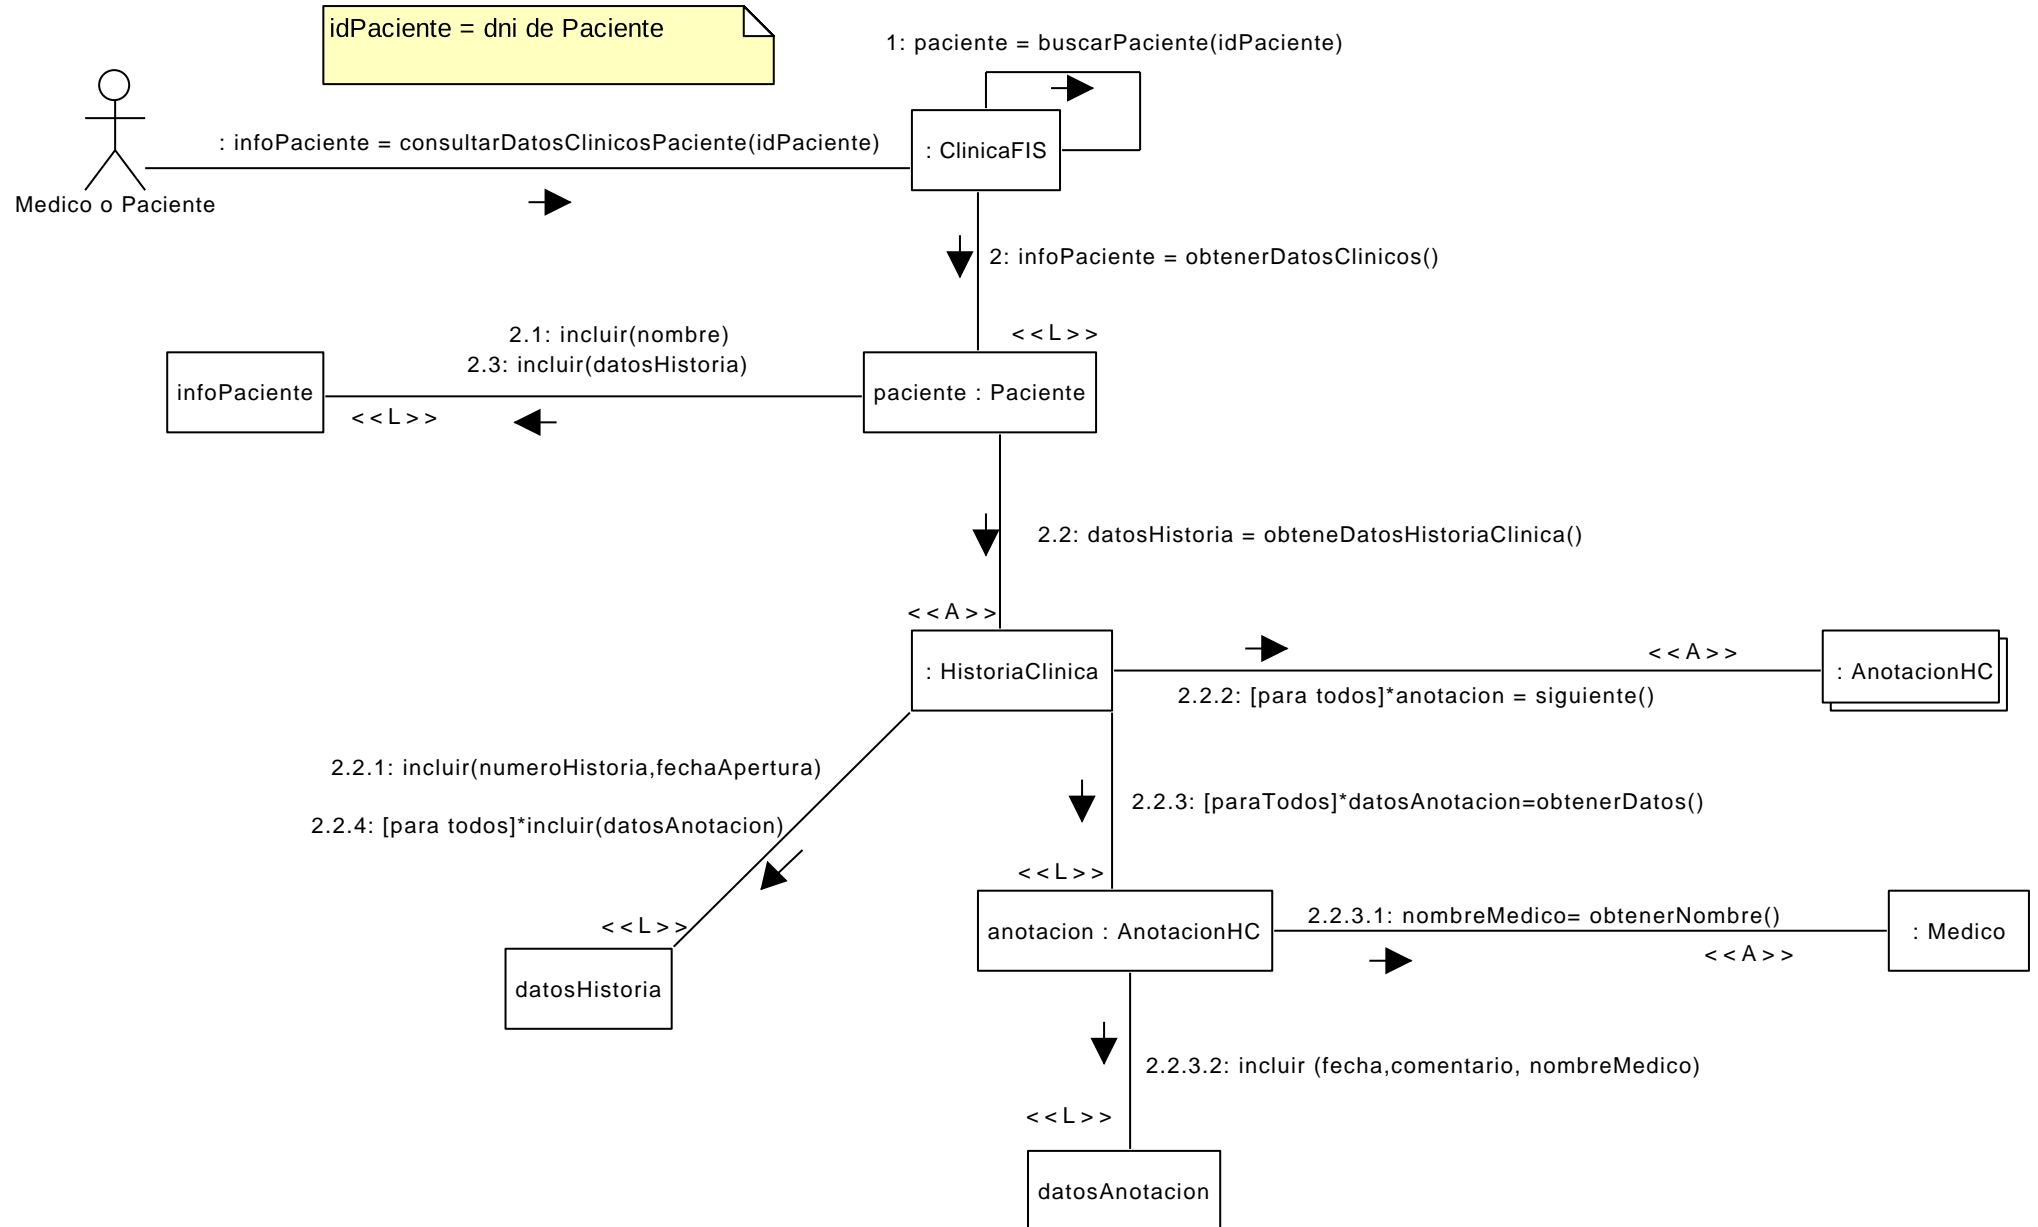 idPaciente = dni de Paciente
1: paciente = buscarPaciente(idPaciente)
: infoPaciente = consultarDatosClinicosPaciente(idPaciente)
: ClinicaFIS
Medico o Paciente
2: infoPaciente = obtenerDatosClinicos()
2.1: incluir(nombre)
<<L>>
2.3: incluir(datosHistoria)
infoPaciente
paciente : Paciente
<<L>>
2.2: datosHistoria = obteneDatosHistoriaClinica()
<<A>>
: HistoriaClinica
<<A>>
: AnotacionHC
2.2.2: [para todos]*anotacion = siguiente()
2.2.1: incluir(numeroHistoria,fechaApertura)
2.2.3: [paraTodos]*datosAnotacion=obtenerDatos()
2.2.4: [para todos]*incluir(datosAnotacion)
<<L>>
anotacion : AnotacionHC
2.2.3.1: nombreMedico= obtenerNombre()
: Medico
<<A>>
<<L>>
datosHistoria
2.2.3.2: incluir (fecha,comentario, nombreMedico)
<<L>>
datosAnotacion